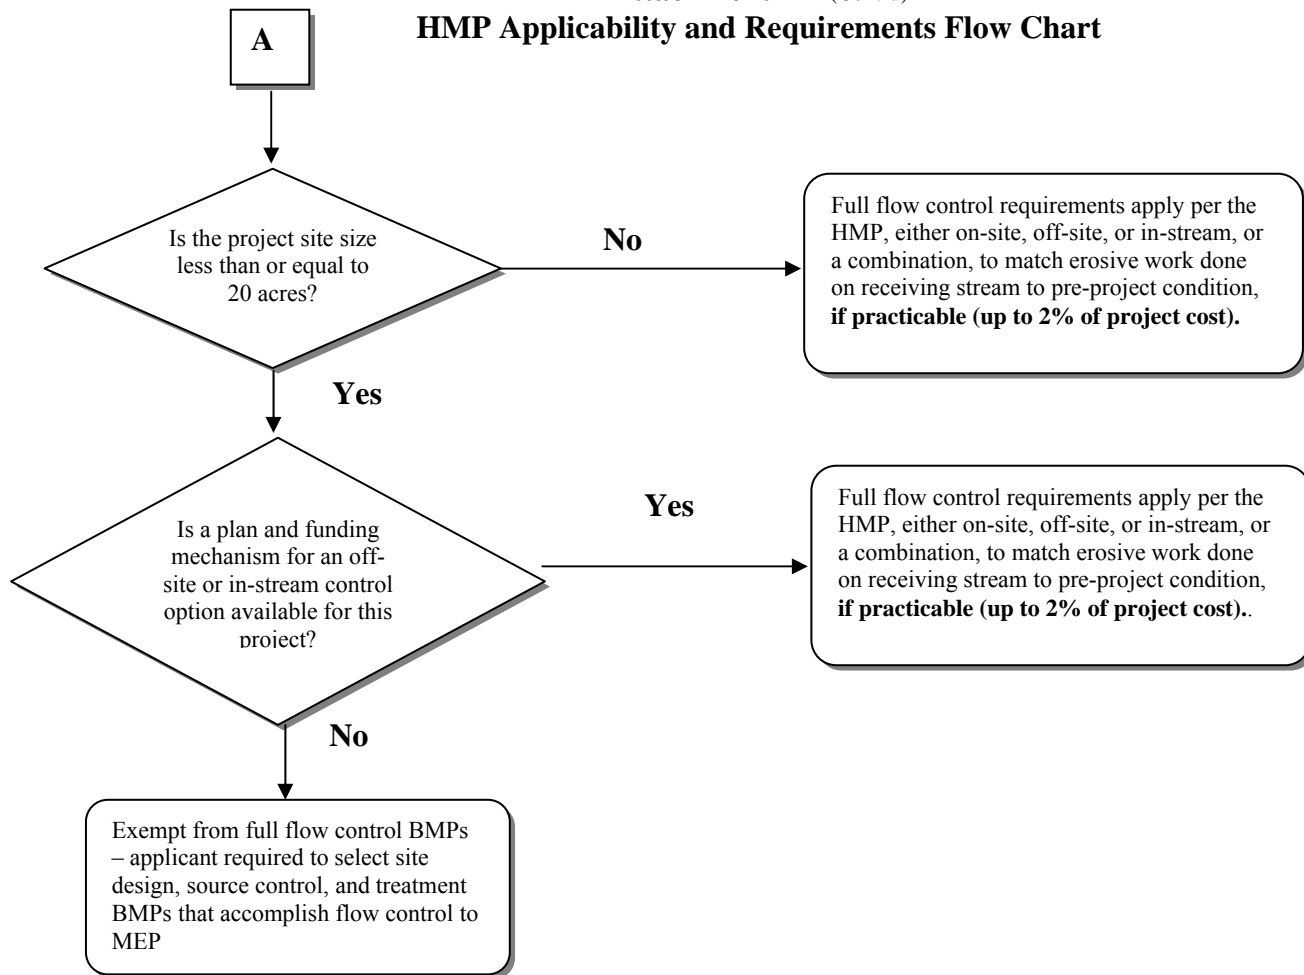 HMP Applicability and Requirements Flow Chart
A
Is the project site size
less than or equal to
20 acres?
No
Full flow control requirements apply per the
HMP, either on-site, off-site, or in-stream, or
a combination, to match erosive work done
on receiving stream to pre-project condition,
if practicable (up to 2% of project cost).
Yes
Is a plan and funding
mechanism for an off-
site or in-stream control
option available for this
project?
Yes
Full flow control requirements apply per the
HMP, either on-site, off-site, or in-stream, or
a combination, to match erosive work done
on receiving stream to pre-project condition,
if practicable (up to 2% of project cost)..
No
Exempt from full flow control BMPs
– applicant required to select site
design, source control, and treatment
BMPs that accomplish flow control to
MEP